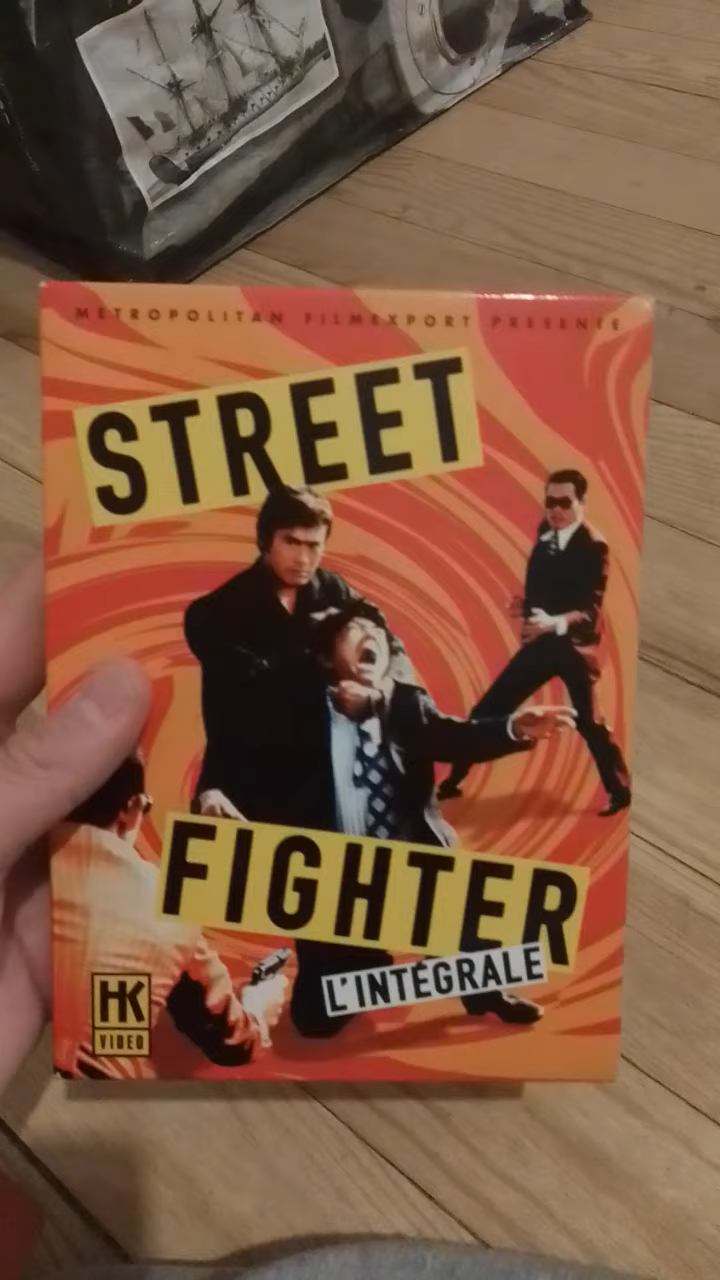 METROPOLITAN FILMEXPORT PRESENTE
STREET
FIGHTER
L'INTÉGRALE
HK
VIDEO